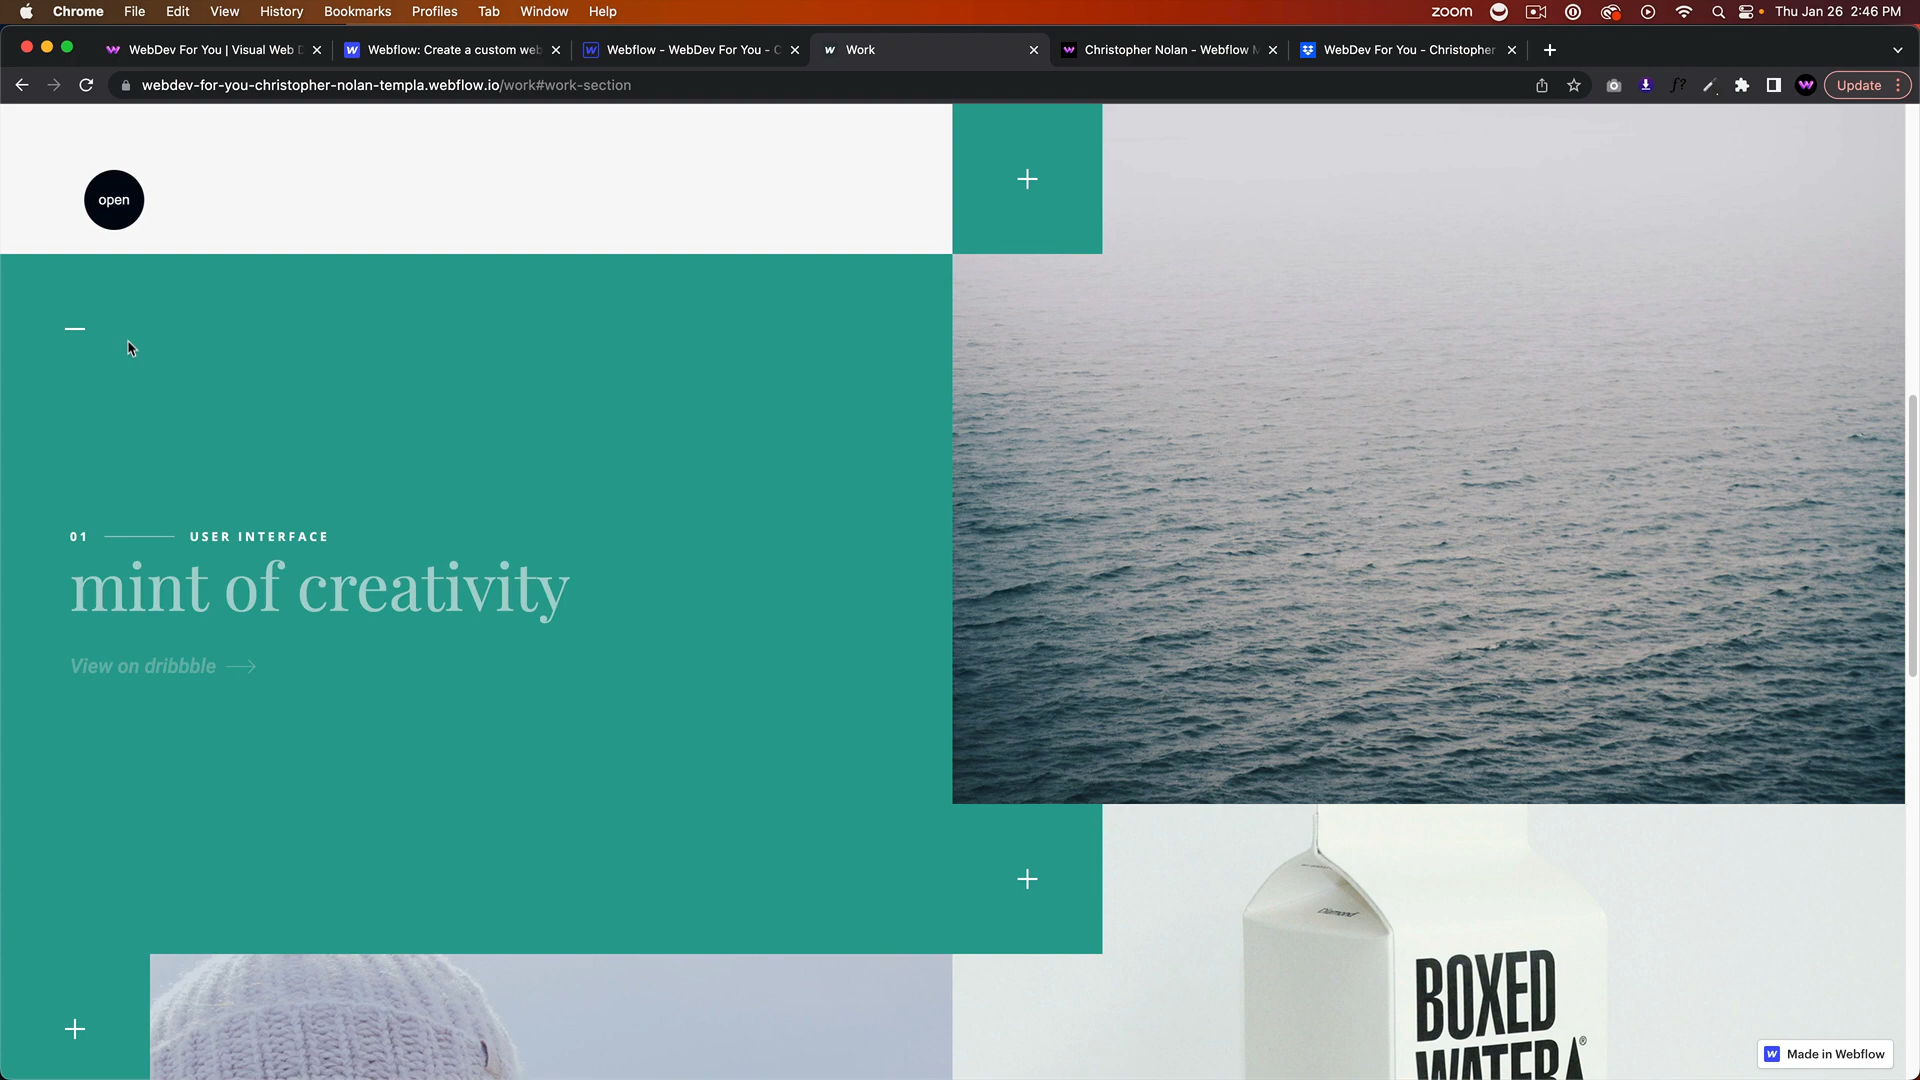 Chrome File Edit View History Bookmarks Profiles Tab Window Help
zoom
Thu Jan 26 2:46 PM
WebDev For You | Visual Web D
Webflow: Create a custom web
Webflow - WebDev For You - C
Work
Christopher Nolan - Webflow M
WebDev For You - Christopher
webdev-for-you-christopher-nolan-templa.webflow.io/work#work-section
f?
Update
open
01
USER INTERFACE
mint of creativity
View on dribbble
Diamond
BOXED
WATER
®
Made in Webflow